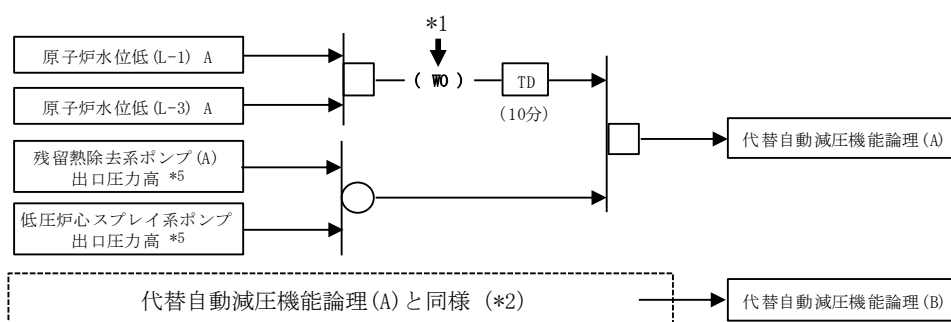 *1
原子炉水位低(L-1) A
( WO )
TD
原子炉水位低(L-3) A
(10分)
代替自動減圧機能論理(A)
残留熱除去系ポンプ(A)
出口圧力高 *5
低圧炉心スプレイ系ポンプ
出口圧力高 *5
代替自動減圧機能論理(A)と同様 (*2)
代替自動減圧機能論理(B)